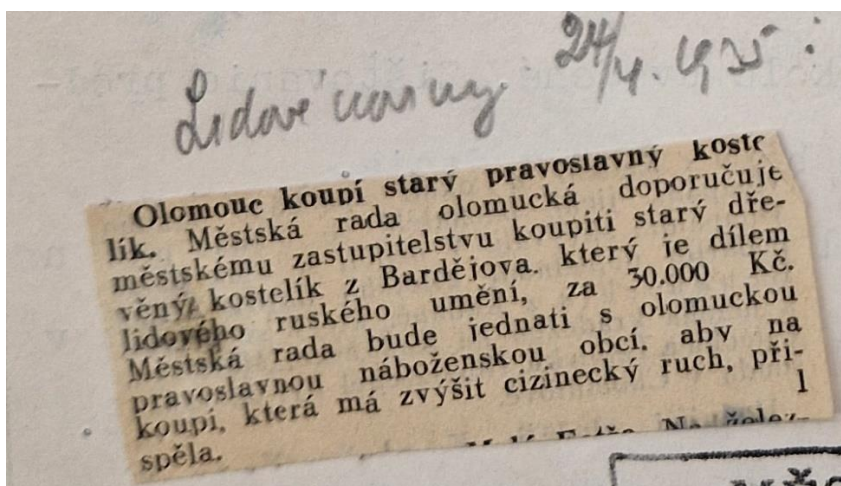 Lidové noviny 24/4. 1935
Olomouc koupí starý pravoslavný koste
lík. Městská rada olomucká doporučuje
městskému zastupitelstvu koupiti starý dře-
věný kostelík z Bardějova. který je dílem
lidového ruského umění, za 30.000 Kč.
Městská rada bude jednati s olomuckou
pravoslavnou náboženskou obcí. aby na
koupi, která má zvýšit cizinecký ruch, při-
spěla. 1